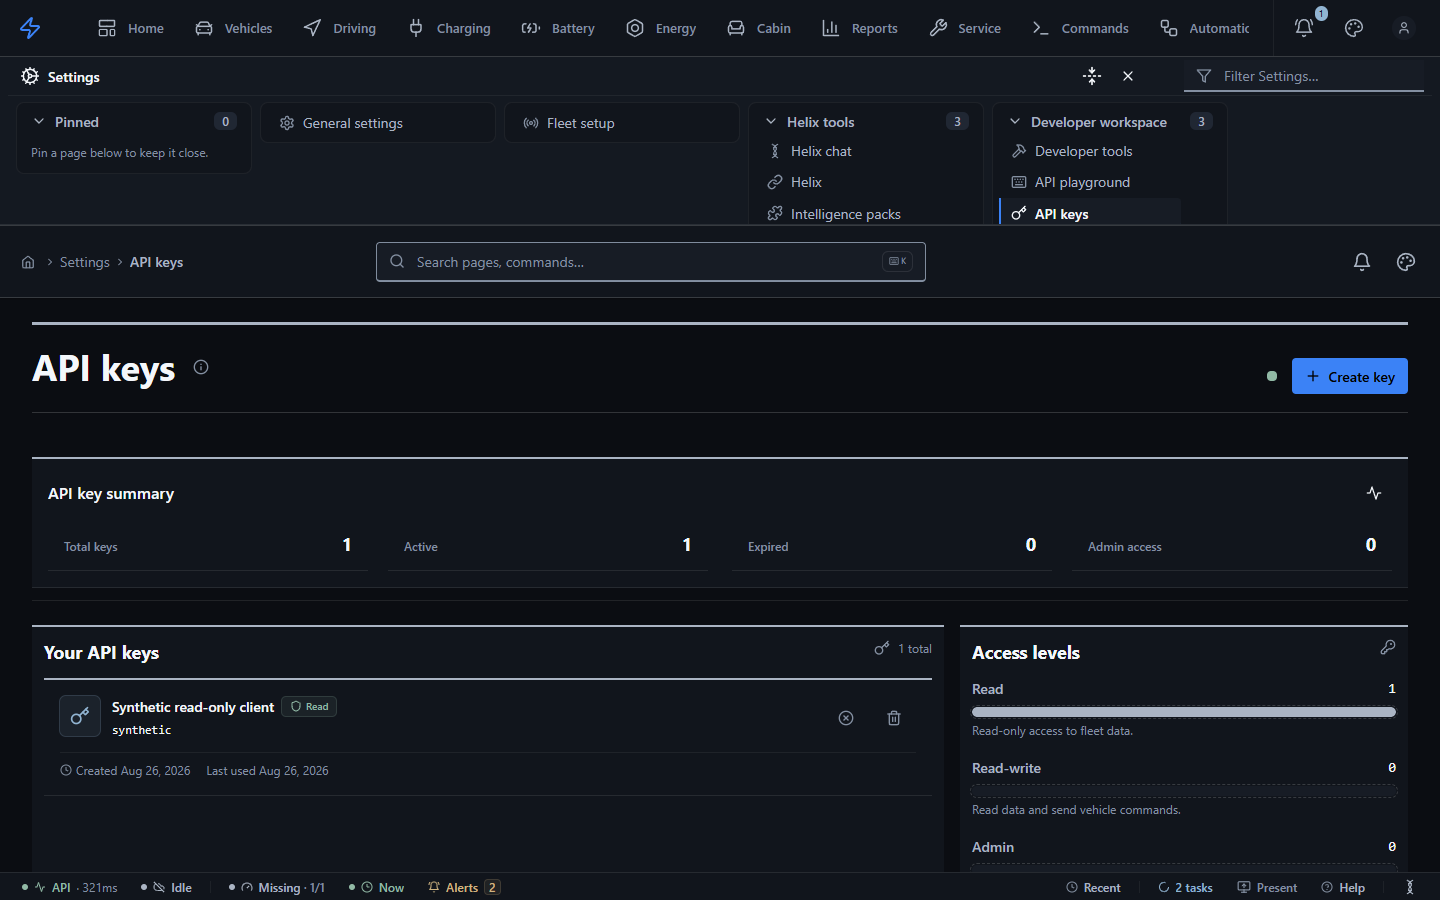 Home Vehicles Driving Charging Battery Energy Cabin Reports Service Commands Automatic 1
Settings
Filter Settings...
Pinned 0
Pin a page below to keep it close.
General settings
Fleet setup
Helix tools 3
Helix chat
Helix
Intelligence packs
Developer workspace 3
Developer tools
API playground
API keys
Settings API keys
Search pages, commands... K
API keys
Create key
API key summary
Total keys 1
Active 1
Expired 0
Admin access 0
Your API keys
1 total
Synthetic read-only client Read
synthetic
Created Aug 26, 2026 Last used Aug 26, 2026
Access levels
Read 1
Read-only access to fleet data.
Read-write 0
Read data and send vehicle commands.
Admin 0
API · 321ms Idle Missing · 1/1 Now Alerts 2 Recent 2 tasks Present Help